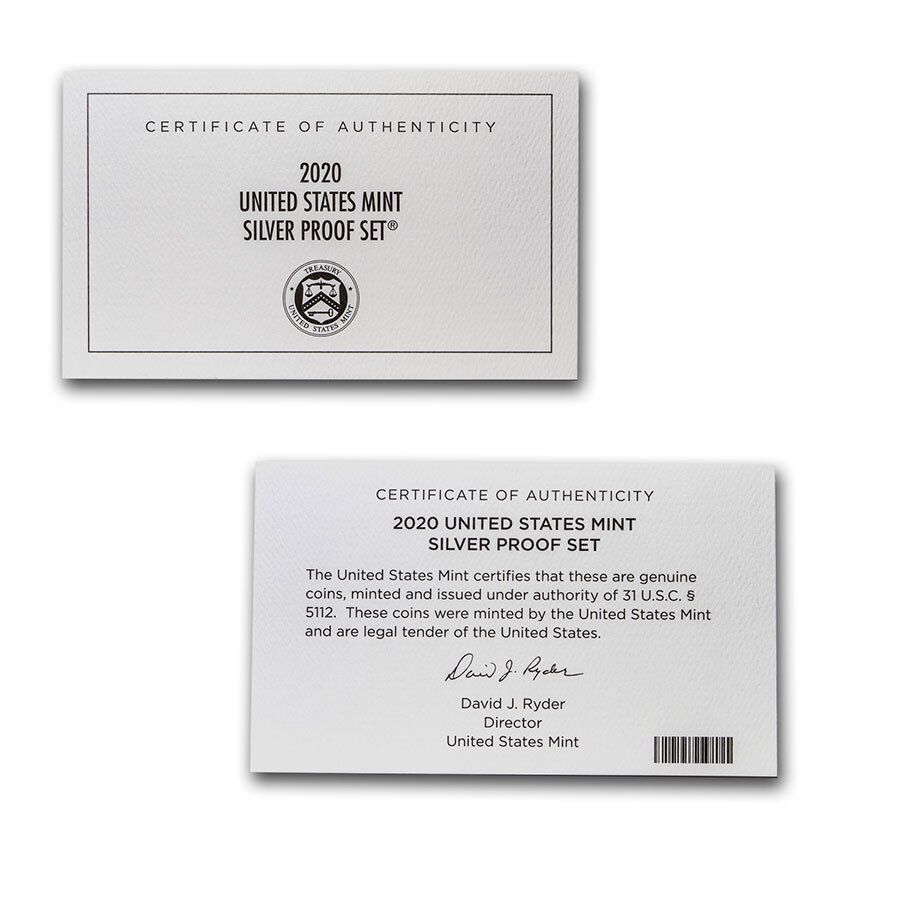 CERTIFICATE OF AUTHENTICITY
2020
UNITED STATES MINT
SILVER PROOF SET®
TREASURY
UNITED STATES MINT
CERTIFICATE OF AUTHENTICITY
2020 UNITED STATES MINT
SILVER PROOF SET
The United States Mint certifies that these are genuine
coins, minted and issued under authority of 31 U.S.C. §
5112. These coins were minted by the United States Mint
and are legal tender of the United States.
David J. Ryder
David J. Ryder
Director
United States Mint